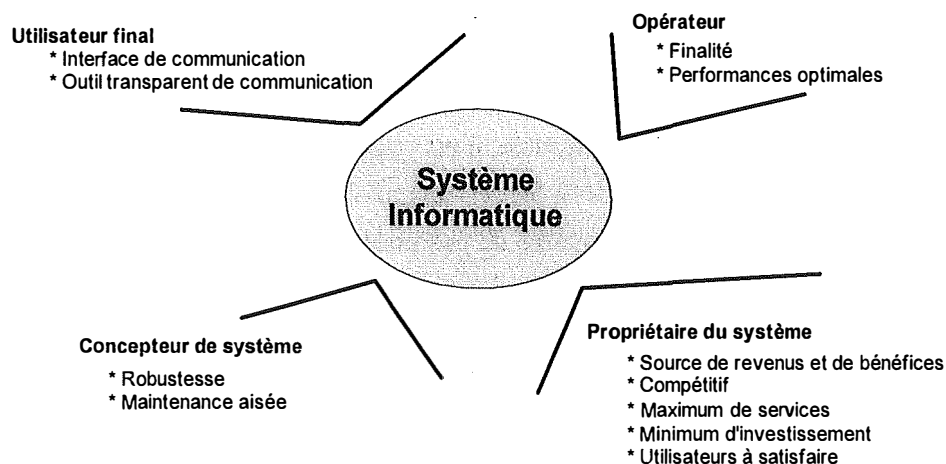 Utilisateur final
* Interface de communication
* Outil transparent de communication
Opérateur
* Finalité
* Performances optimales
Système
Informatique
Concepteur de système
* Robustesse
* Maintenance aisée
Propriétaire du système
* Source de revenus et de bénéfices
* Compétitif
* Maximum de services
* Minimum d'investissement
* Utilisateurs à satisfaire